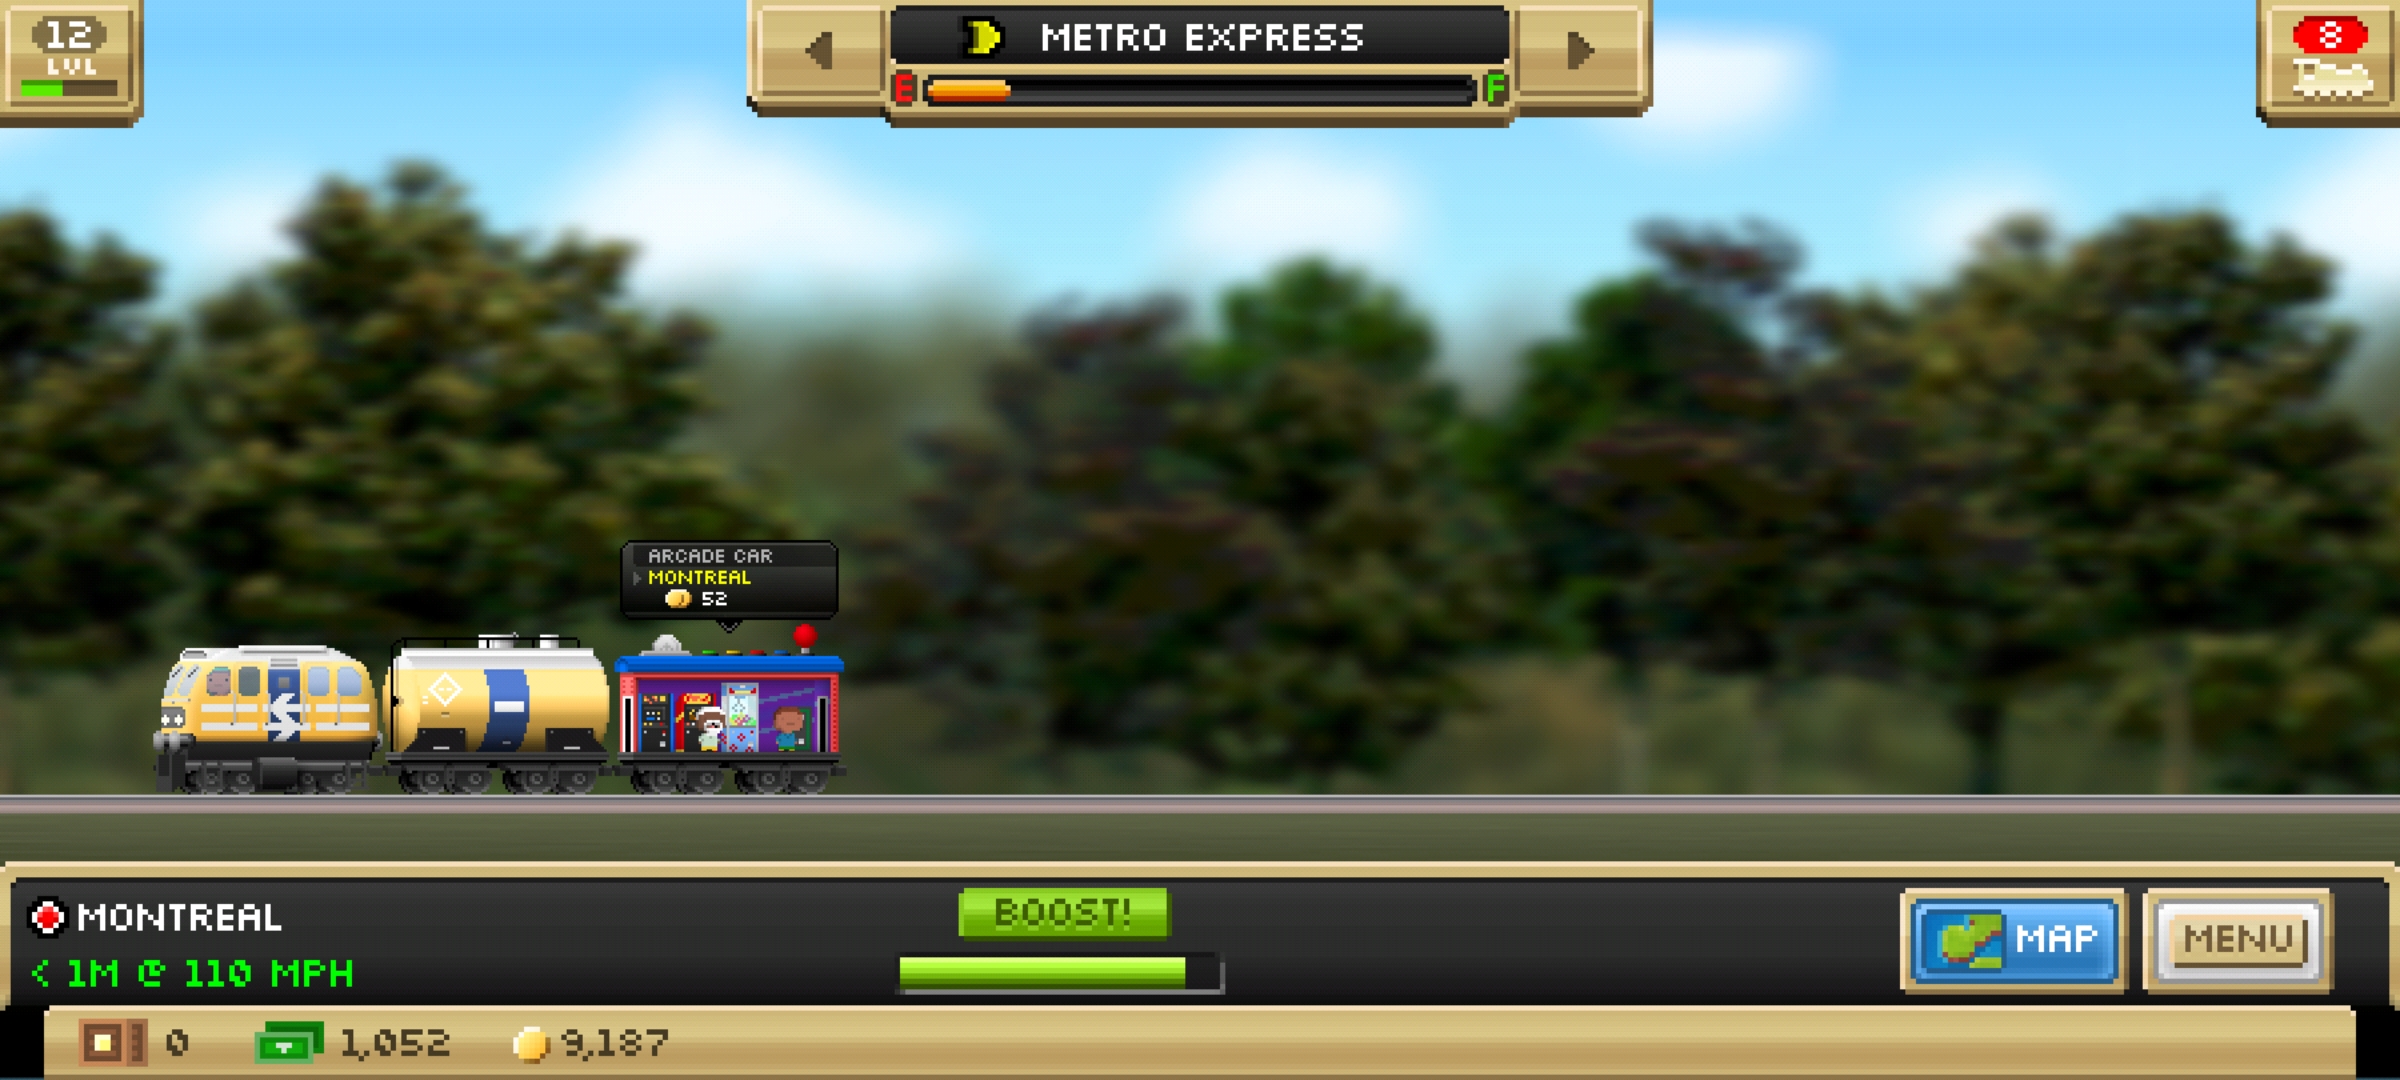 12
LVL
METRO EXPRESS
E F
8
ARCADE CAR
MONTREAL
52
MONTREAL
< 1M @ 110 MPH
BOOST!
MAP
MENU
0
1,052
9,187